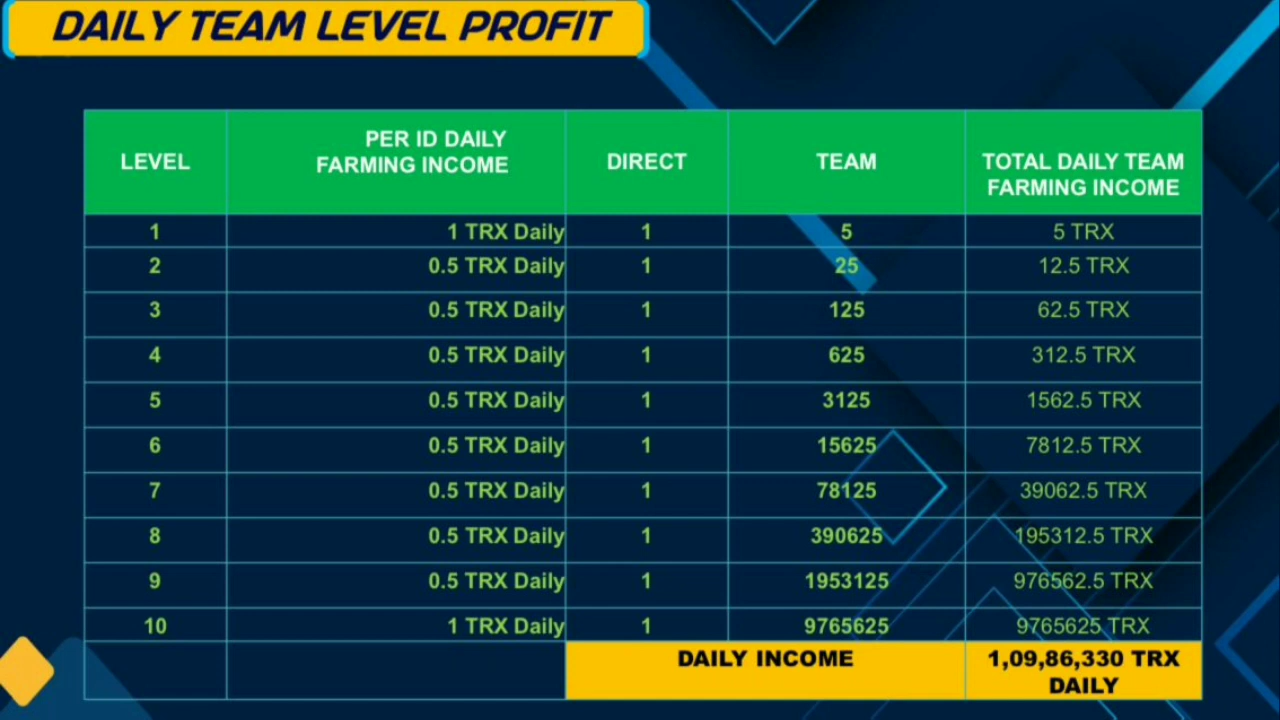 DAILY TEAM LEVEL PROFIT
LEVEL PER ID DAILY FARMING INCOME DIRECT TEAM TOTAL DAILY TEAM FARMING INCOME
1 1 TRX Daily 1 5 5 TRX
2 0.5 TRX Daily 1 25 12.5 TRX
3 0.5 TRX Daily 1 125 62.5 TRX
4 0.5 TRX Daily 1 625 312.5 TRX
5 0.5 TRX Daily 1 3125 1562.5 TRX
6 0.5 TRX Daily 1 15625 7812.5 TRX
7 0.5 TRX Daily 1 78125 39062.5 TRX
8 0.5 TRX Daily 1 390625 195312.5 TRX
9 0.5 TRX Daily 1 1953125 976562.5 TRX
10 1 TRX Daily 1 9765625 9765625 TRX
DAILY INCOME 1,09,86,330 TRX
DAILY